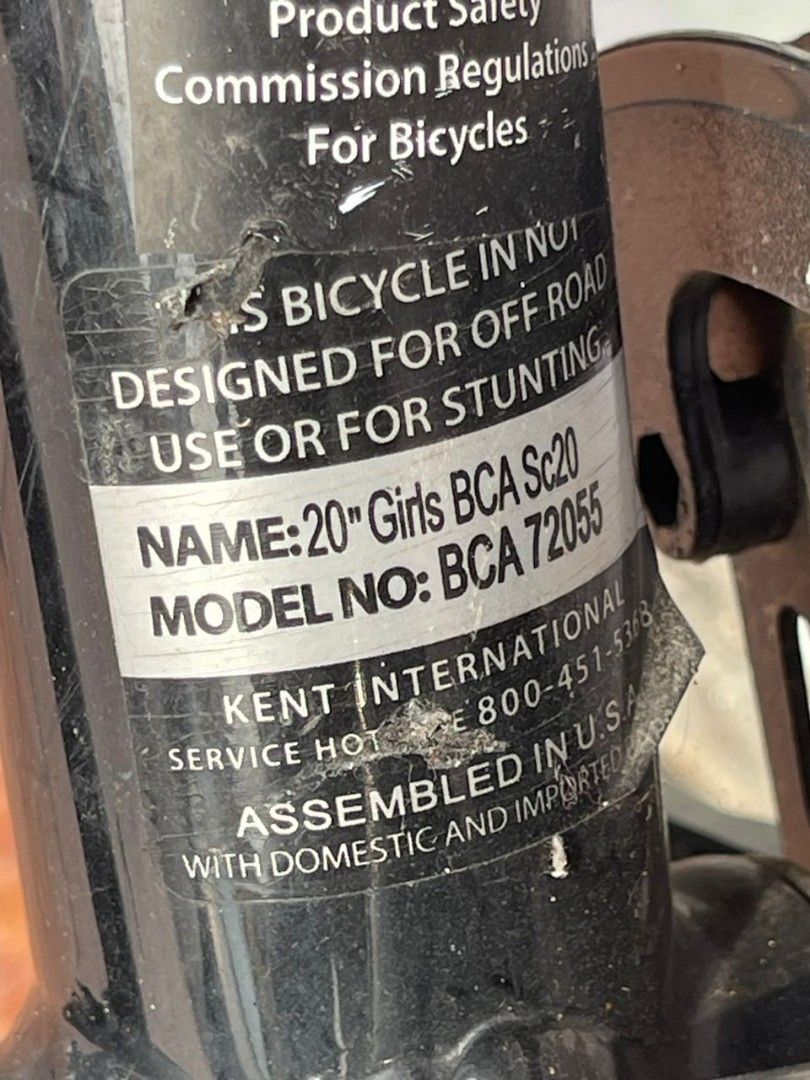 Product Safety
Commission Regulations
For Bicycles
BICYCLE IN NOT
DESIGNED FOR OFF ROAD
USE OR FOR STUNTING.
NAME: 20" Girls BCA Sc20
MODEL NO: BCA 72055
KENT INTERNATIONAL
SERVICE 800-451-5368
ASSEMBLED IN U.S.A.
WITH DOMESTIC AND IMPORTED